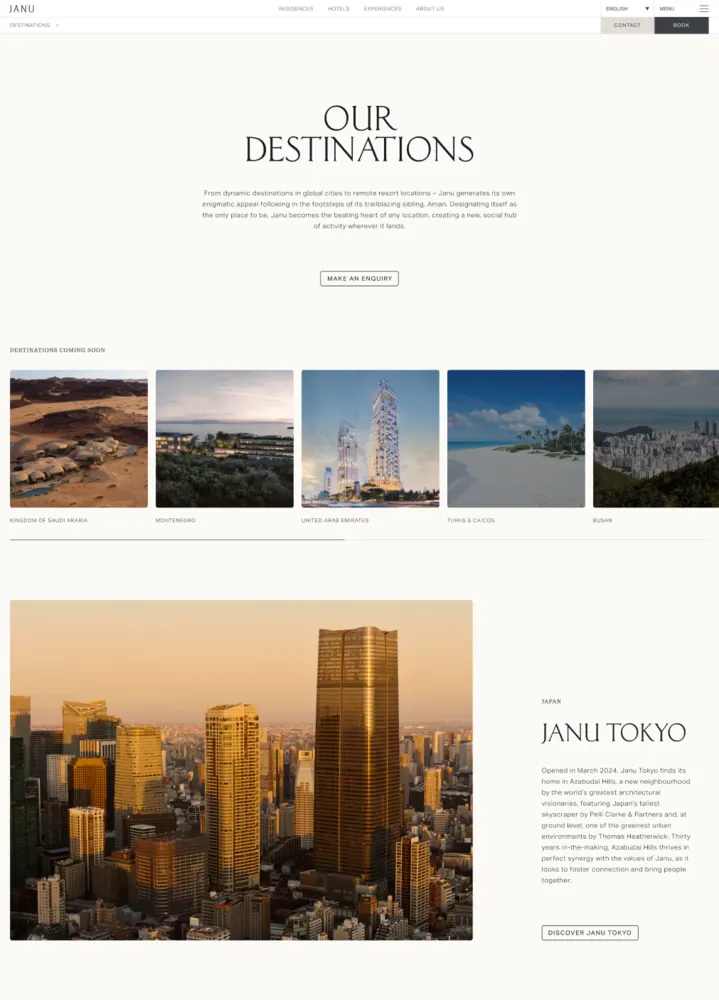 JANU
RESIDENCES HOTELS EXPERIENCES ABOUT US
ENGLISH
MENU
DESTINATIONS
CONTACT
BOOK
OUR
DESTINATIONS
From dynamic destinations in global cities to remote resort locations – Janu generates its own
enigmatic appeal following in the footsteps of its trailblazing sibling, Aman. Designating itself as
the only place to be, Janu becomes the beating heart of any location, creating a new, social hub
of activity wherever it lands.
MAKE AN ENQUIRY
DESTINATIONS COMING SOON
KINGDOM OF SAUDI ARABIA
MONTENEGRO
UNITED ARAB EMIRATES
TURKS & CAICOS
BUSAN
JAPAN
JANU TOKYO
Opened in March 2024, Janu Tokyo finds its
home in Azabudai Hills; a new neighbourhood
by the world's greatest architectural
visionaries, featuring Japan's tallest
skyscraper by Pelli Clarke & Partners and, at
ground level, one of the greenest urban
environments by Thomas Heatherwick. Thirty
years in-the-making, Azabudai Hills thrives in
perfect synergy with the values of Janu, as it
looks to foster connection and bring people
together.
DISCOVER JANU TOKYO